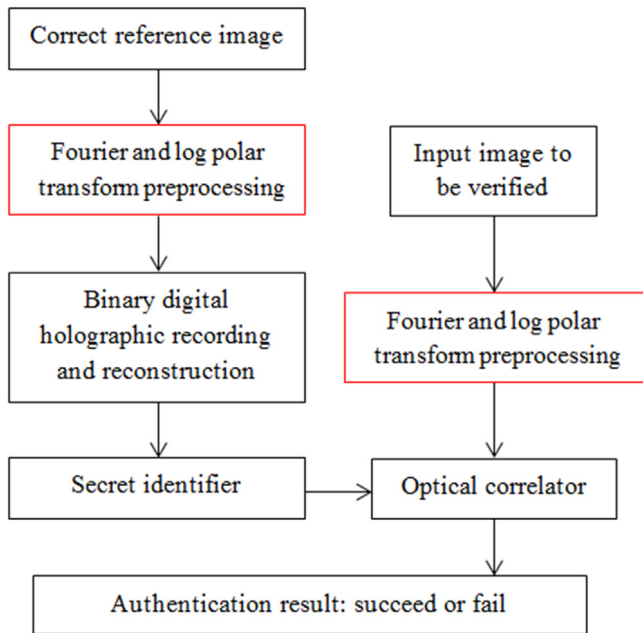 Correct reference image
Fourier and log polar
transform preprocessing
Binary digital
holographic recording
and reconstruction
Secret identifier
Input image to
be verified
Fourier and log polar
transform preprocessing
Optical correlator
Authentication result: succeed or fail